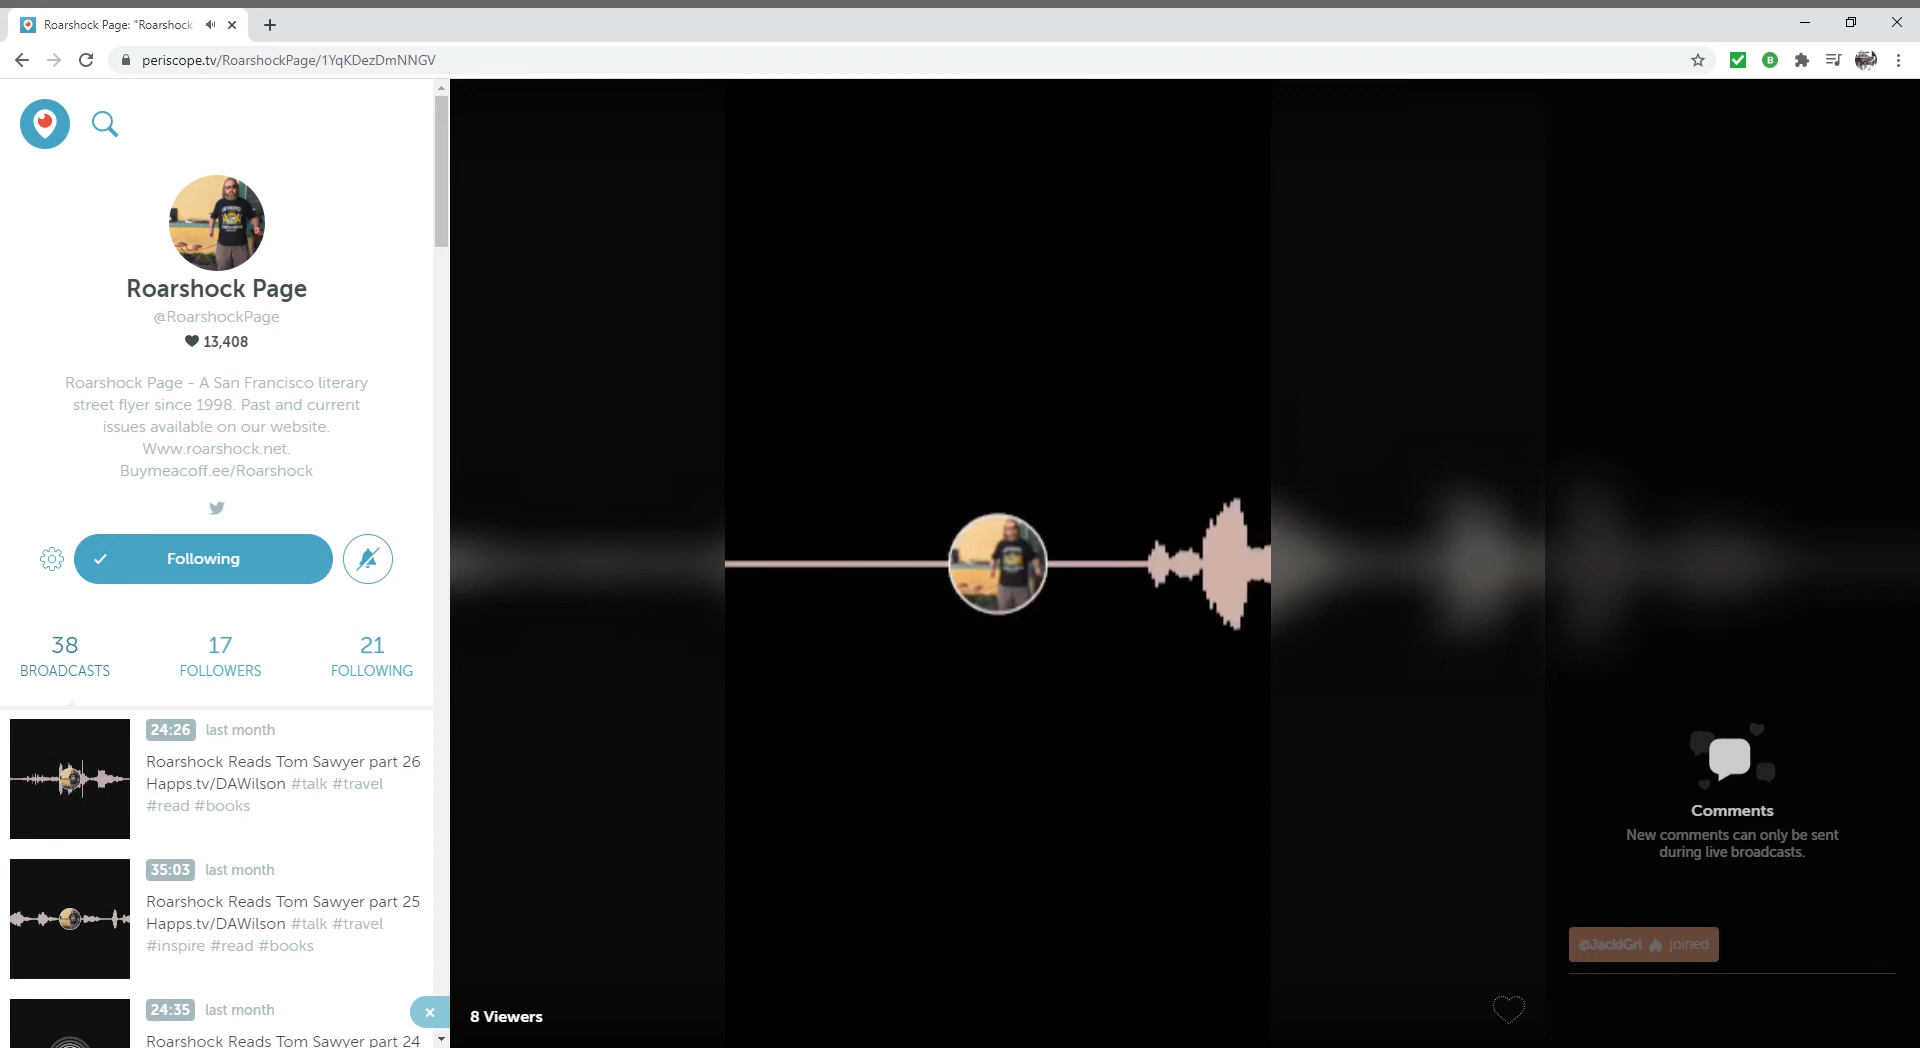 Roarshock Page: "Roarshock
periscope.tv/RoarshockPage/1YqKDezDmNNGV
B
Roarshock Page
@RoarshockPage
13,408
Roarshock Page - A San Francisco literary
street flyer since 1998. Past and current
issues available on our website.
Www.roarshock.net.
Buymeacoff.ee/Roarshock
Following
38
BROADCASTS
17
FOLLOWERS
21
FOLLOWING
24:26 last month
Roarshock Reads Tom Sawyer part 26
Happs.tv/DAWilson #talk #travel
#read #books
35:03 last month
Roarshock Reads Tom Sawyer part 25
Happs.tv/DAWilson #talk #travel
#inspire #read #books
24:35 last month
Roarshock Reads Tom Sawyer part 24
8 Viewers
Comments
New comments can only be sent
during live broadcasts.
@JackiGrl joined